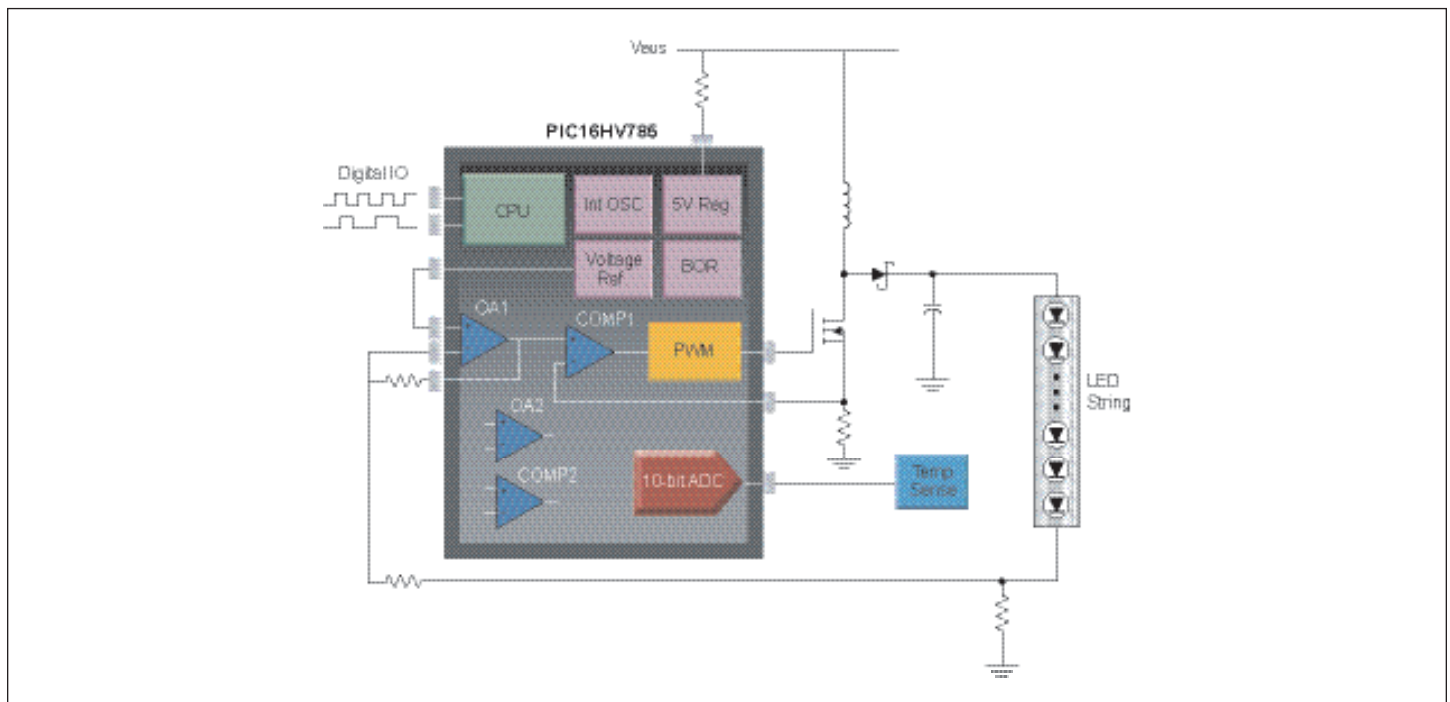 VBUS
PIC16HV785
Digital IO
CPU
Int OSC
5V Reg
Voltage
Ref
BOR
OA1
COMP1
PWM
OA2
COMP2
10-bit ADC
Temp
Sense
LED
String